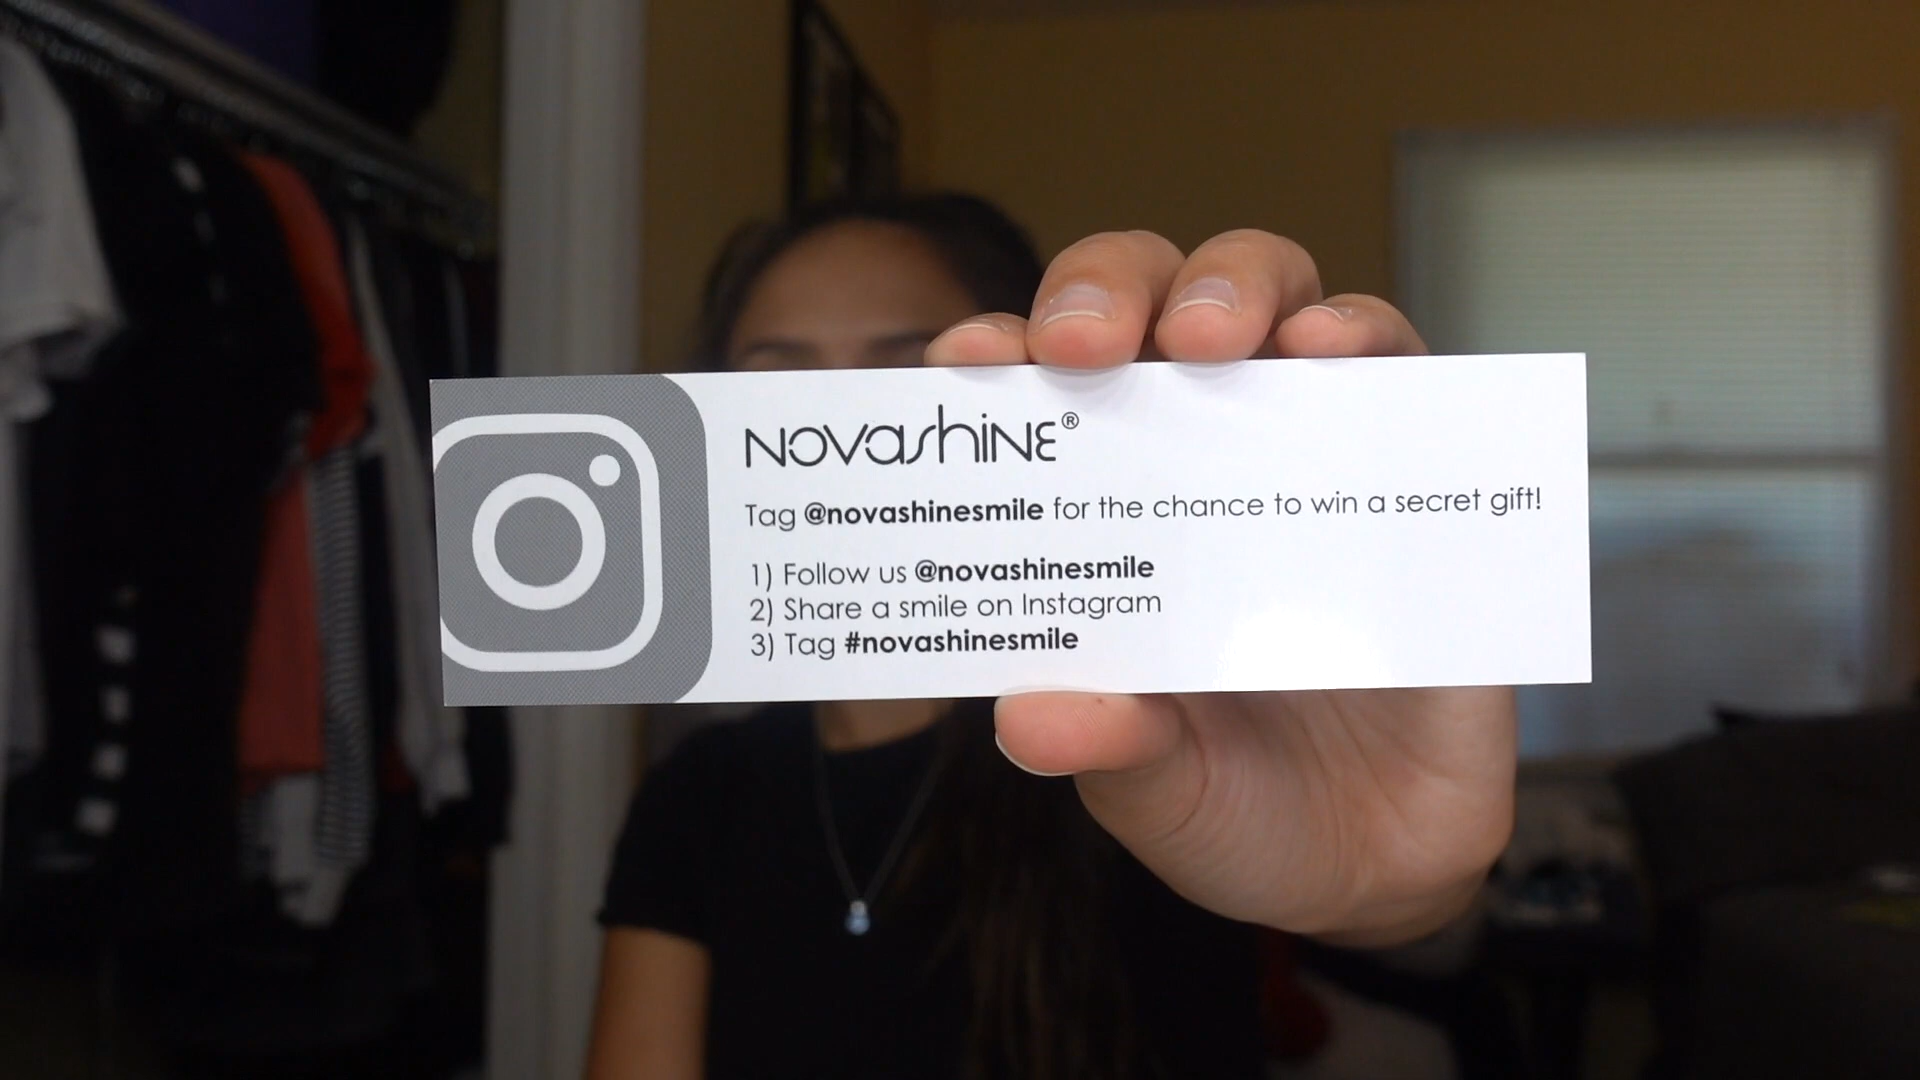 NOVashiNE®
Tag @novashinesmile for the chance to win a secret gift!
1) Follow us @novashinesmile
2) Share a smile on Instagram
3) Tag #novashinesmile